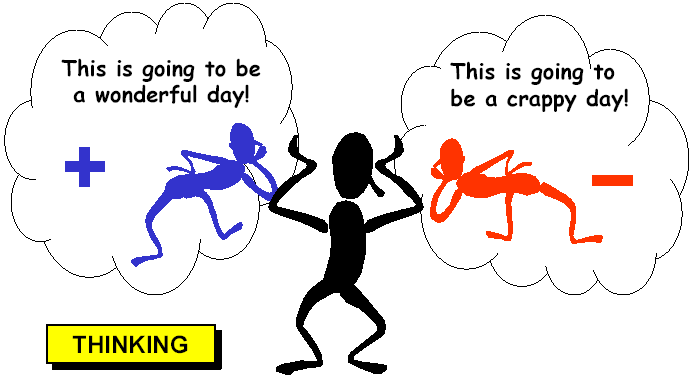 This is going to be
a wonderful day!
+
This is going to
be a crappy day!
−
THINKING